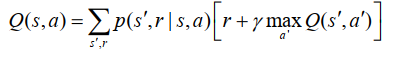 Q(s,a) = ∑_{s',r} p(s',r | s,a)[r + γ max_{a'} Q(s',a')]